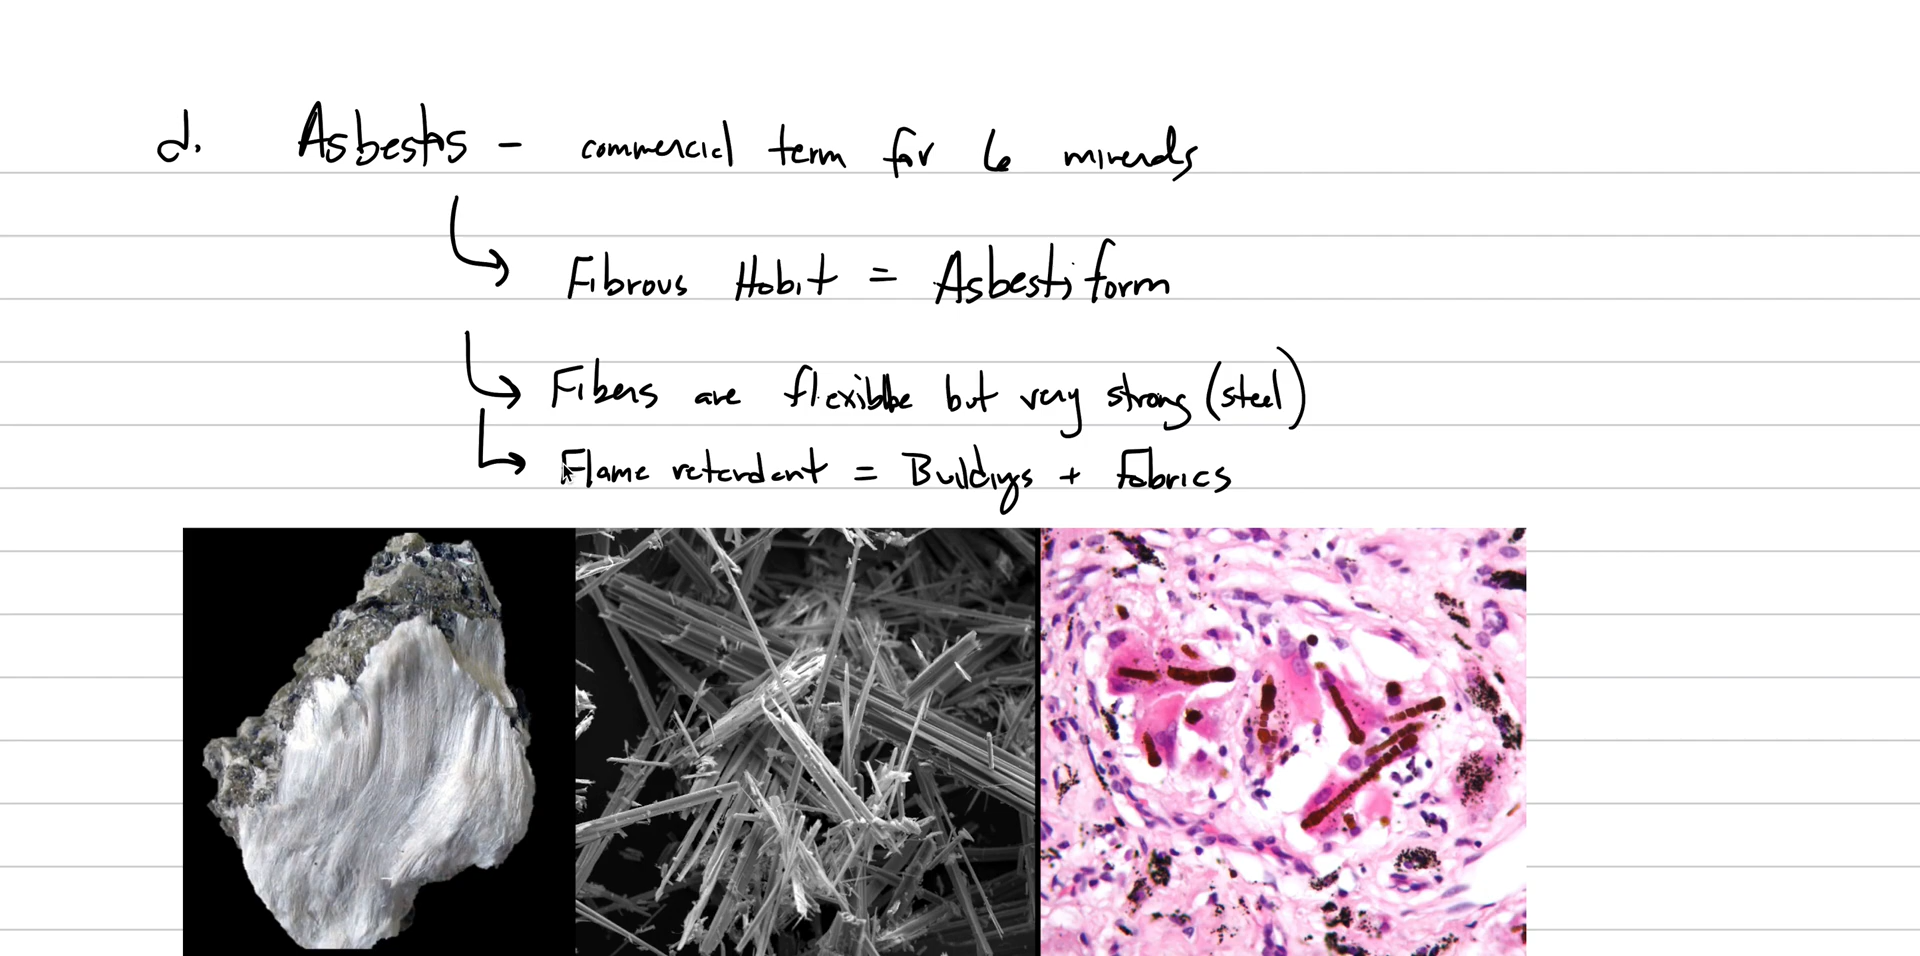 d. Asbestos - commercial term for 6 minerals
Fibrous Habit = Asbestiform
Fibers are flexible but very strong (steel)
Flame retardant = Buildings + Fabrics